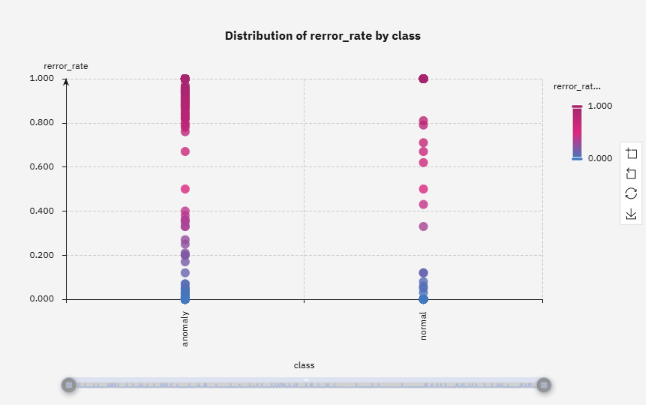 Distribution of rerror_rate by class
rerror_rate
1.000
0.800
0.600
0.400
0.200
0.000
anomaly
normal
class
rerror_rat...
1.000
0.000